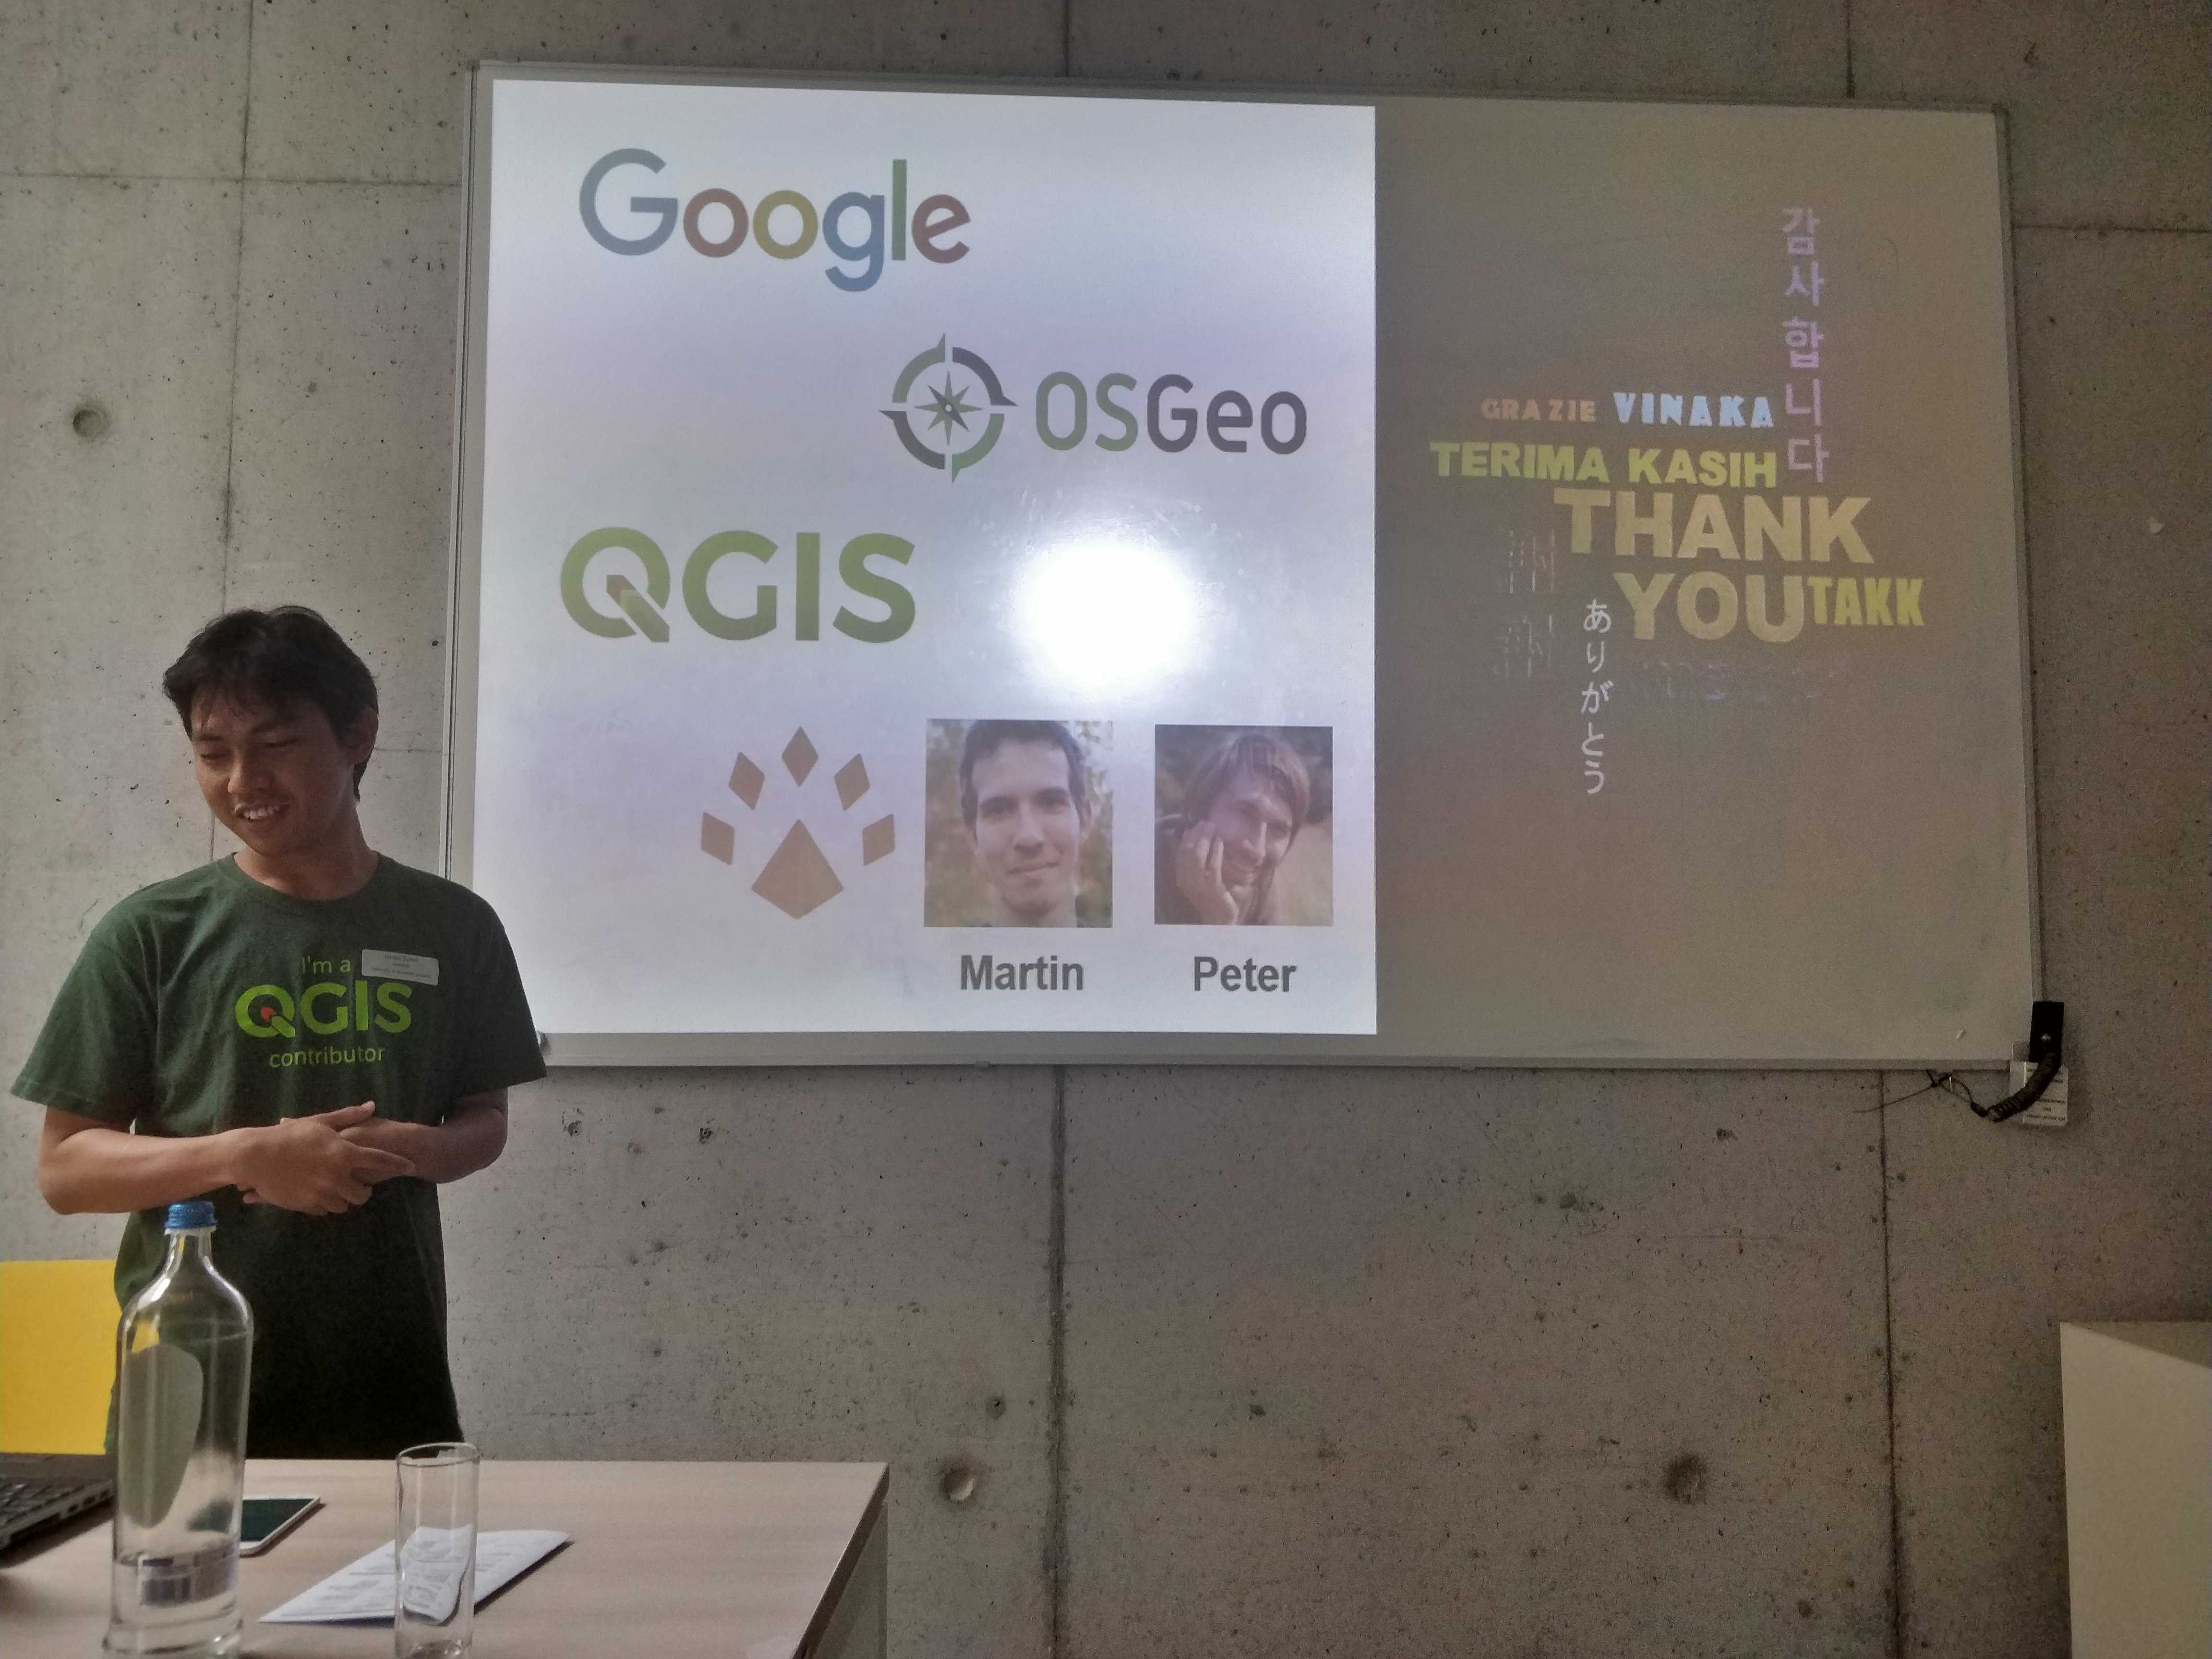 Google
OSGeo
QGIS
Martin
Peter
감사합니다
GRAZIE VINAKA
TERIMA KASIH
THANK
YOU TAKK
ありがとう
I'm a
QGIS
contributor